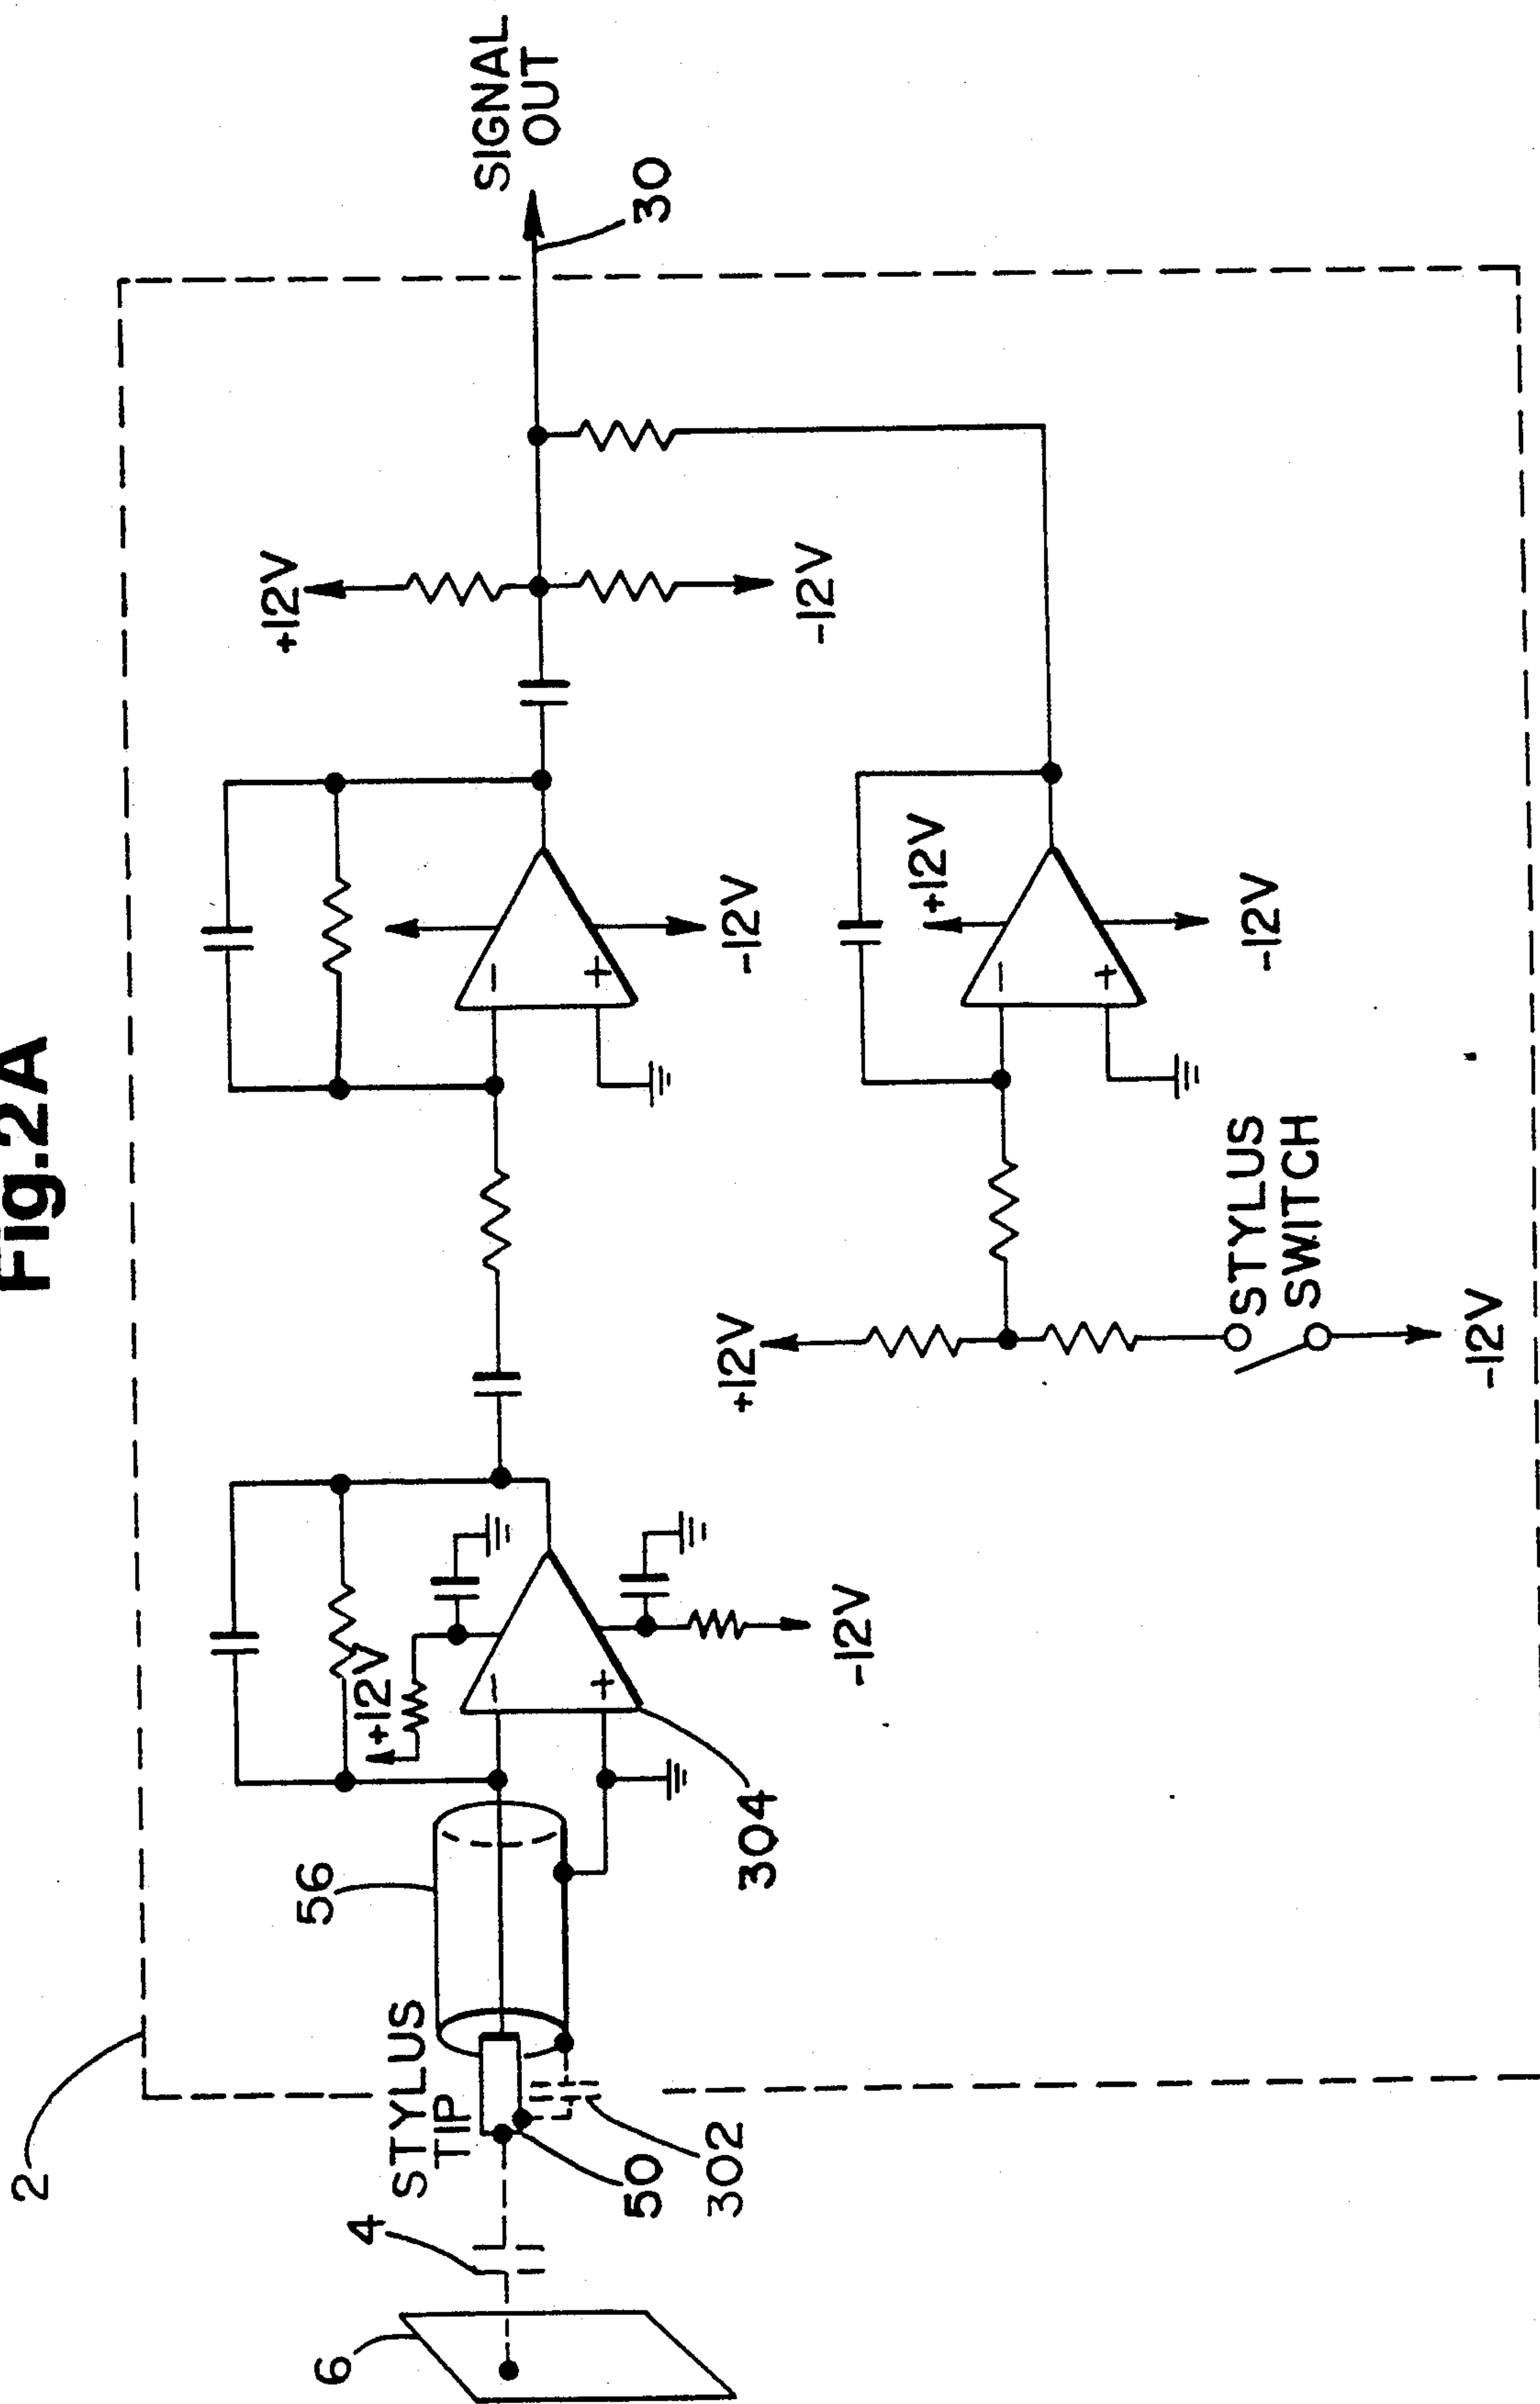 Fig.2A
2
6
4
STYLUS
TIP
50
302
56
304
+12V
-12V
-12V
+12V
-12V
SIGNAL
OUT
30
+12V
STYLUS
SWITCH
-12V
+12V
-12V